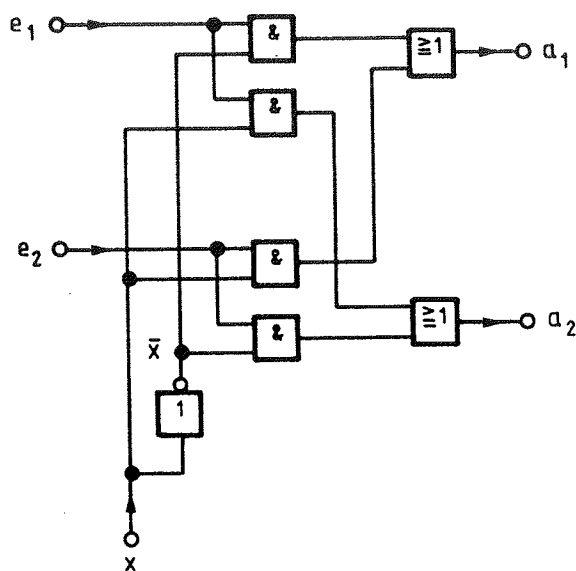 e₁
&
≥1
a₁
&
e₂
&
&
≥1
a₂
x̄
1
x